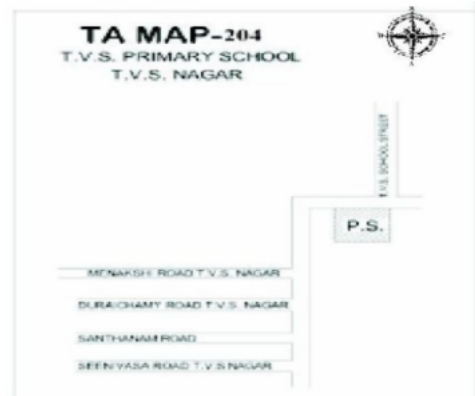 TA MAP-204
T.V.S. PRIMARY SCHOOL
T.V.S. NAGAR
T.V.S. SCHOOL STREET
P.S.
MENAKSHI ROAD T.V.S. NAGAR
DURAICHAMY ROAD T.V.S. NAGAR
SANTHANAM ROAD
SEENIVASA ROAD T.V.S NAGAR